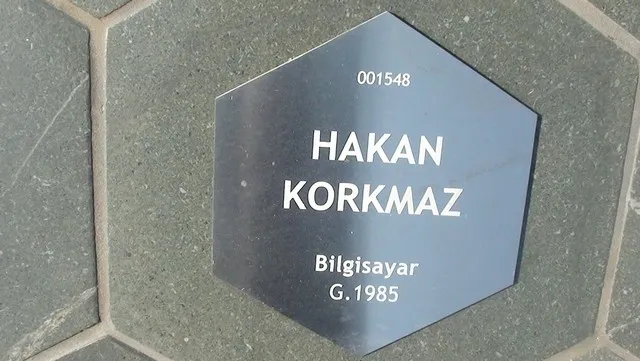 001548
HAKAN
KORKMAZ
Bilgisayar
G.1985